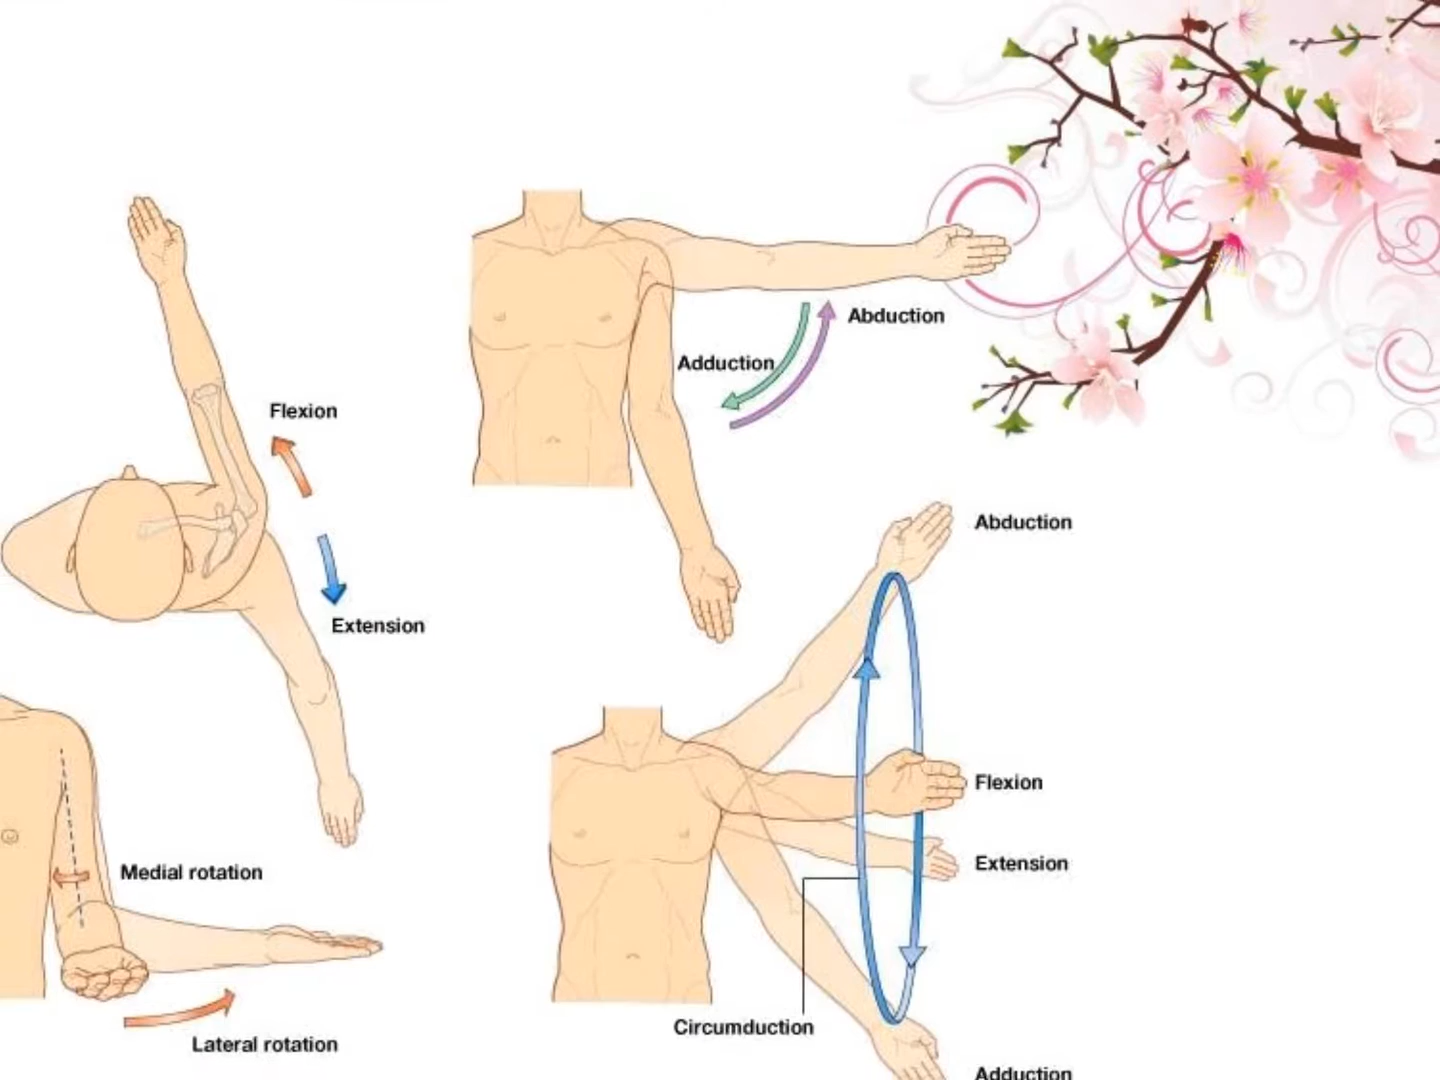 Abduction
Adduction
Flexion
Extension
Abduction
Flexion
Extension
Circumduction
Adduction
Medial rotation
Lateral rotation